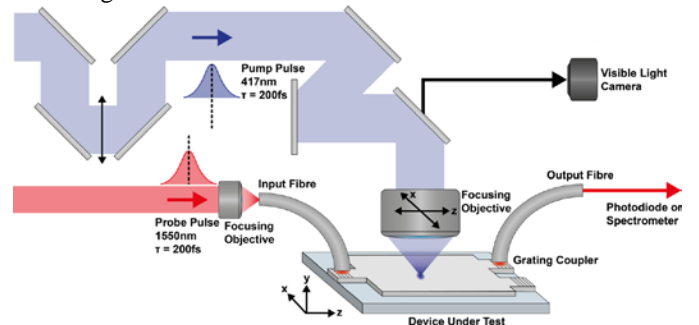 Pump Pulse
417nm
τ = 200fs
Visible Light
Camera
Probe Pulse
1550nm
τ = 200fs
Focusing
Objective
Input Fibre
x
z
Focusing
Objective
Output Fibre
Photodiode or
Spectrometer
Grating Coupler
y
x
z
Device Under Test